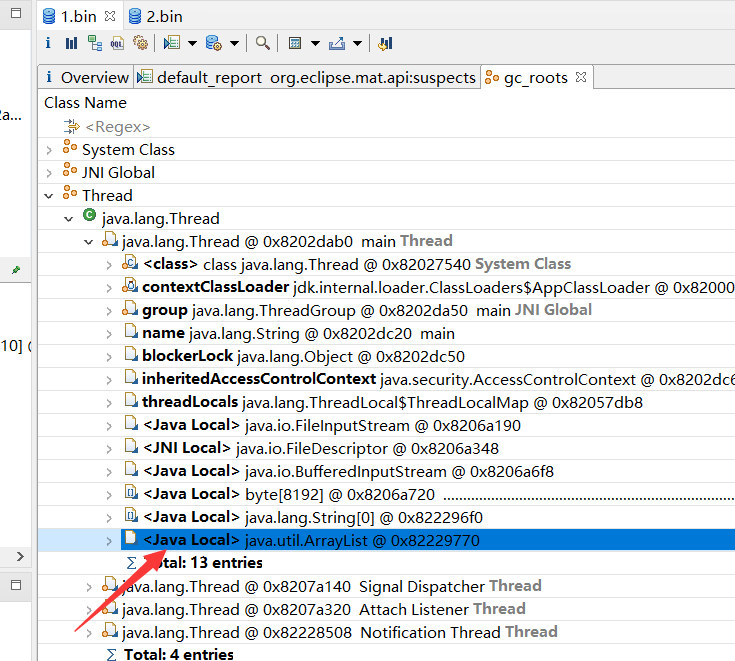 1.bin 2.bin
i OQL
i Overview default_report org.eclipse.mat.api:suspects gc_roots
Class Name
a...
<Regex>
System Class
JNI Global
Thread
java.lang.Thread
java.lang.Thread @ 0x8202dab0 main Thread
<class> class java.lang.Thread @ 0x82027540 System Class
contextClassLoader jdk.internal.loader.ClassLoaders$AppClassLoader @ 0x82000
group java.lang.ThreadGroup @ 0x8202da50 main JNI Global
name java.lang.String @ 0x8202dc20 main
10] blockerLock java.lang.Object @ 0x8202dc50
inheritedAccessControlContext java.security.AccessControlContext @ 0x8202dc6
threadLocals java.lang.ThreadLocal$ThreadLocalMap @ 0x82057db8
<Java Local> java.io.FileInputStream @ 0x8206a190
<JNI Local> java.io.FileDescriptor @ 0x8206a348
<Java Local> java.io.BufferedInputStream @ 0x8206a6f8
<Java Local> byte[8192] @ 0x8206a720 ................................
<Java Local> java.lang.String[0] @ 0x822296f0
<Java Local> java.util.ArrayList @ 0x82229770
Σ Total: 13 entries
java.lang.Thread @ 0x8207a140 Signal Dispatcher Thread
java.lang.Thread @ 0x8207a320 Attach Listener Thread
java.lang.Thread @ 0x82228508 Notification Thread Thread
Σ Total: 4 entries